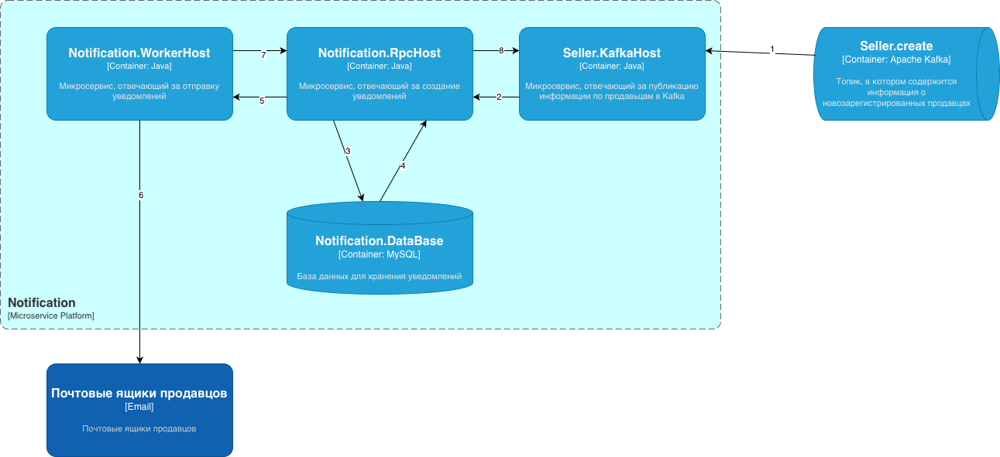 Notification.WorkerHost
[Container: Java]
Микросервис, отвечающий за отправку
уведомлений
7
5
Notification.RpcHost
[Container: Java]
Микросервис, отвечающий за создание
уведомлений
8
2
Seller.KafkaHost
[Container: Java]
Микросервис, отвечающий за публикацию
информации по продавьцам в Kafka
1
Seller.create
[Container: Apache Kafka]
Топик, в котором содержится
информация о
новозарегистрированных продавцах
3
4
6
Notification.DataBase
[Container: MySQL]
База данных для хранения уведомлений
Notification
[Microservice Platform]
Почтовые ящики продавцов
[Email]
Почтовые ящики продавцов